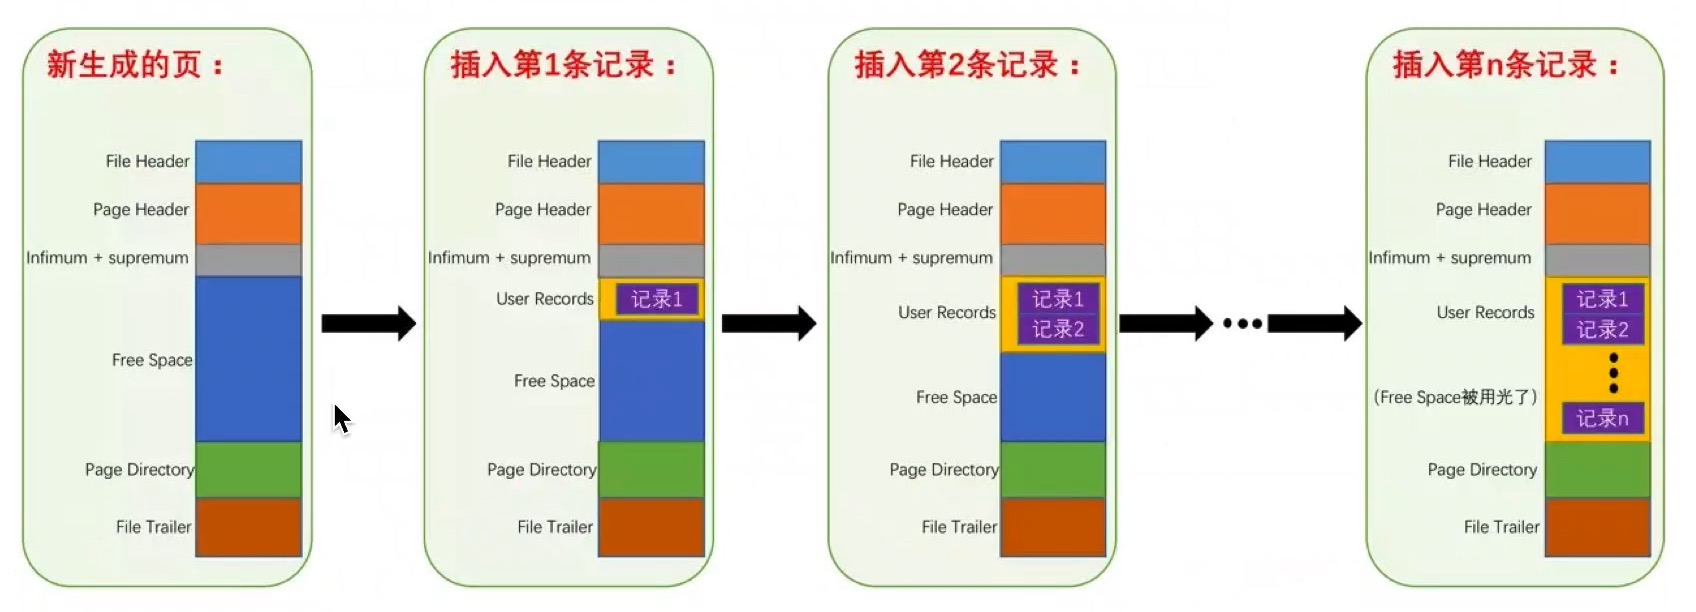 新生成的页：
File Header
Page Header
Infimum + supremum
Free Space
Page Directory
File Trailer
插入第1条记录：
File Header
Page Header
Infimum + supremum
User Records
记录1
Free Space
Page Directory
File Trailer
插入第2条记录：
File Header
Page Header
Infimum + supremum
User Records
记录1
记录2
Free Space
Page Directory
File Trailer
插入第n条记录：
File Header
Page Header
Infimum + supremum
User Records
记录1
记录2
(Free Space被用光了)
记录n
Page Directory
File Trailer